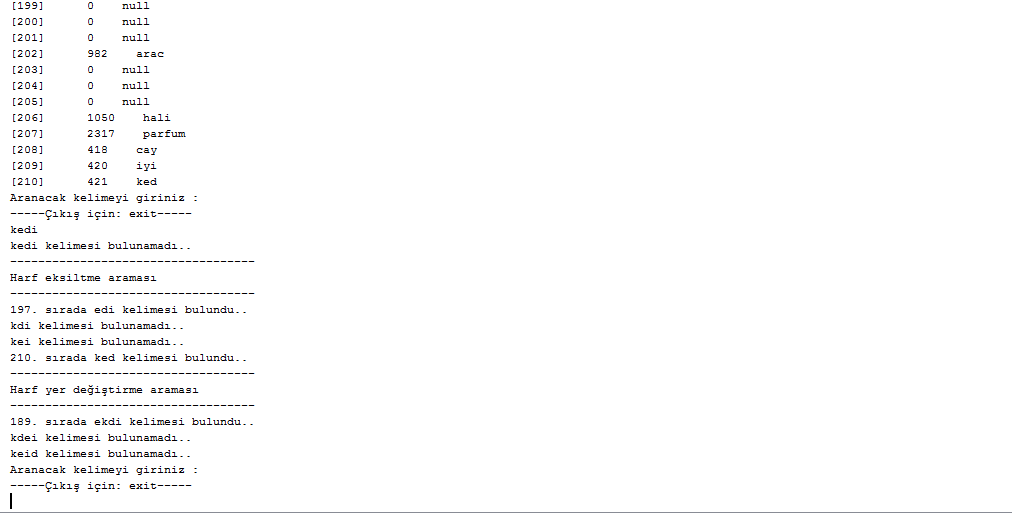 [199]      0    null
[200]      0    null
[201]      0    null
[202]      982    arac
[203]      0    null
[204]      0    null
[205]      0    null
[206]      1050    hali
[207]      2317    parfum
[208]      418    cay
[209]      420    iyi
[210]      421    ked
Aranacak kelimeyi giriniz :
-----Çıkış için: exit-----
kedi
kedi kelimesi bulunamadı..
-----------------------------------
Harf eksiltme araması
-----------------------------------
197. sırada edi kelimesi bulundu..
kdi kelimesi bulunamadı..
kei kelimesi bulunamadı..
210. sırada ked kelimesi bulundu..
-----------------------------------
Harf yer değiştirme araması
-----------------------------------
189. sırada ekdi kelimesi bulundu..
kdei kelimesi bulunamadı..
keid kelimesi bulunamadı..
Aranacak kelimeyi giriniz :
-----Çıkış için: exit-----